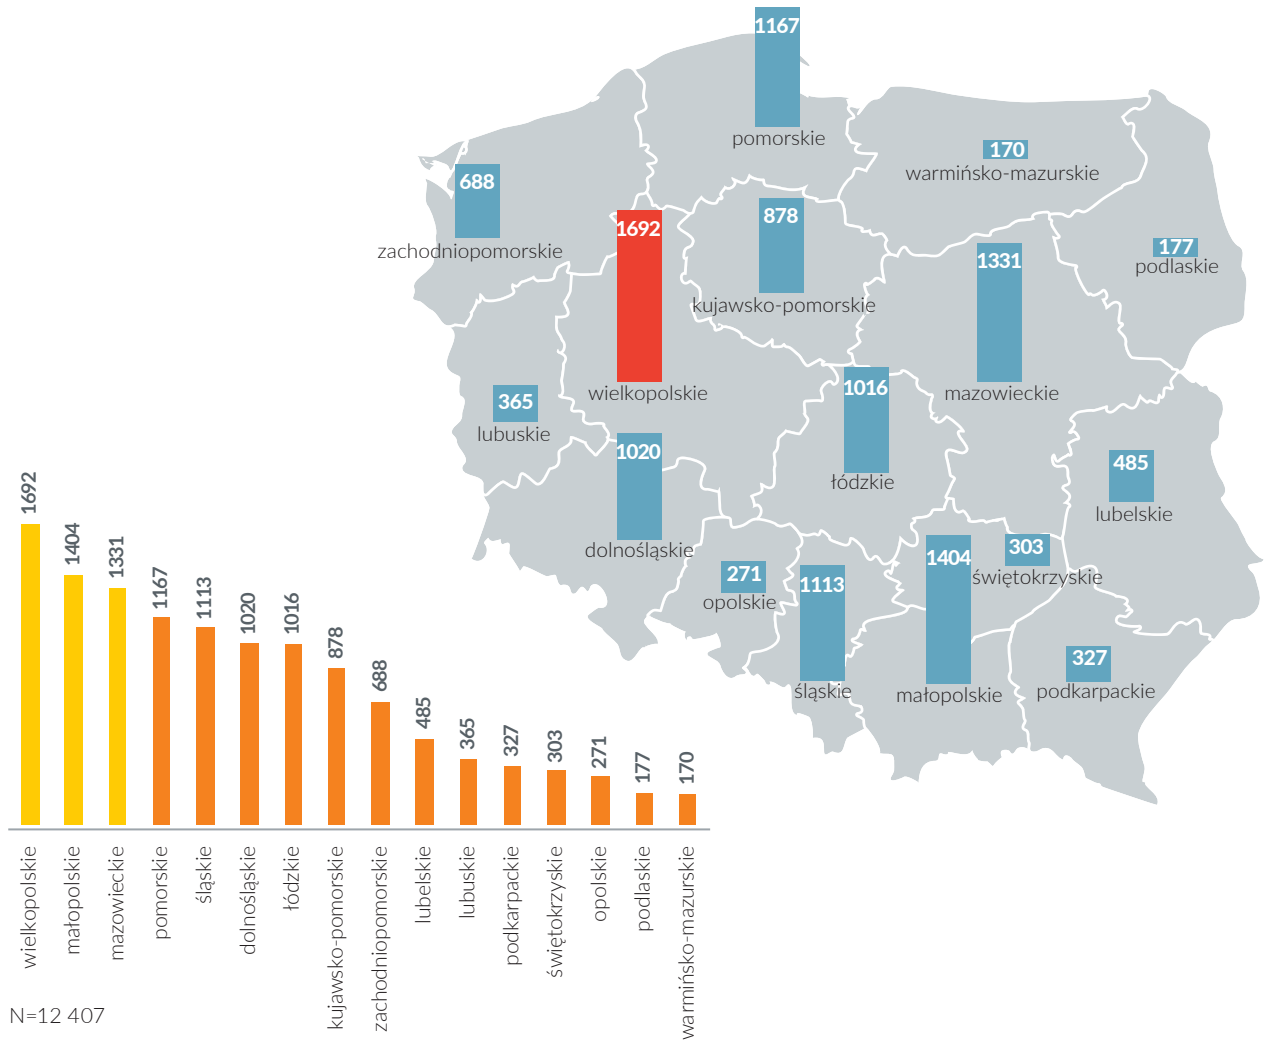 1167
pomorskie
170
warmińsko-mazurskie
688
zachodniopomorskie
1692
wielkopolskie
878
kujawsko-pomorskie
1331
mazowieckie
177
podlaskie
365
lubuskie
1016
łódzkie
1020
dolnośląskie
485
lubelskie
271
opolskie
1113
śląskie
1404
małopolskie
303
świętokrzyskie
327
podkarpackie
1692
1404
1331
1167
1113
1020
1016
878
688
485
365
327
303
271
177
170
wielkopolskie
małopolskie
mazowieckie
pomorskie
śląskie
dolnośląskie
łódzkie
kujawsko-pomorskie
zachodniopomorskie
lubelskie
lubuskie
podkarpackie
świętokrzyskie
opolskie
podlaskie
warmińsko-mazurskie
N=12 407